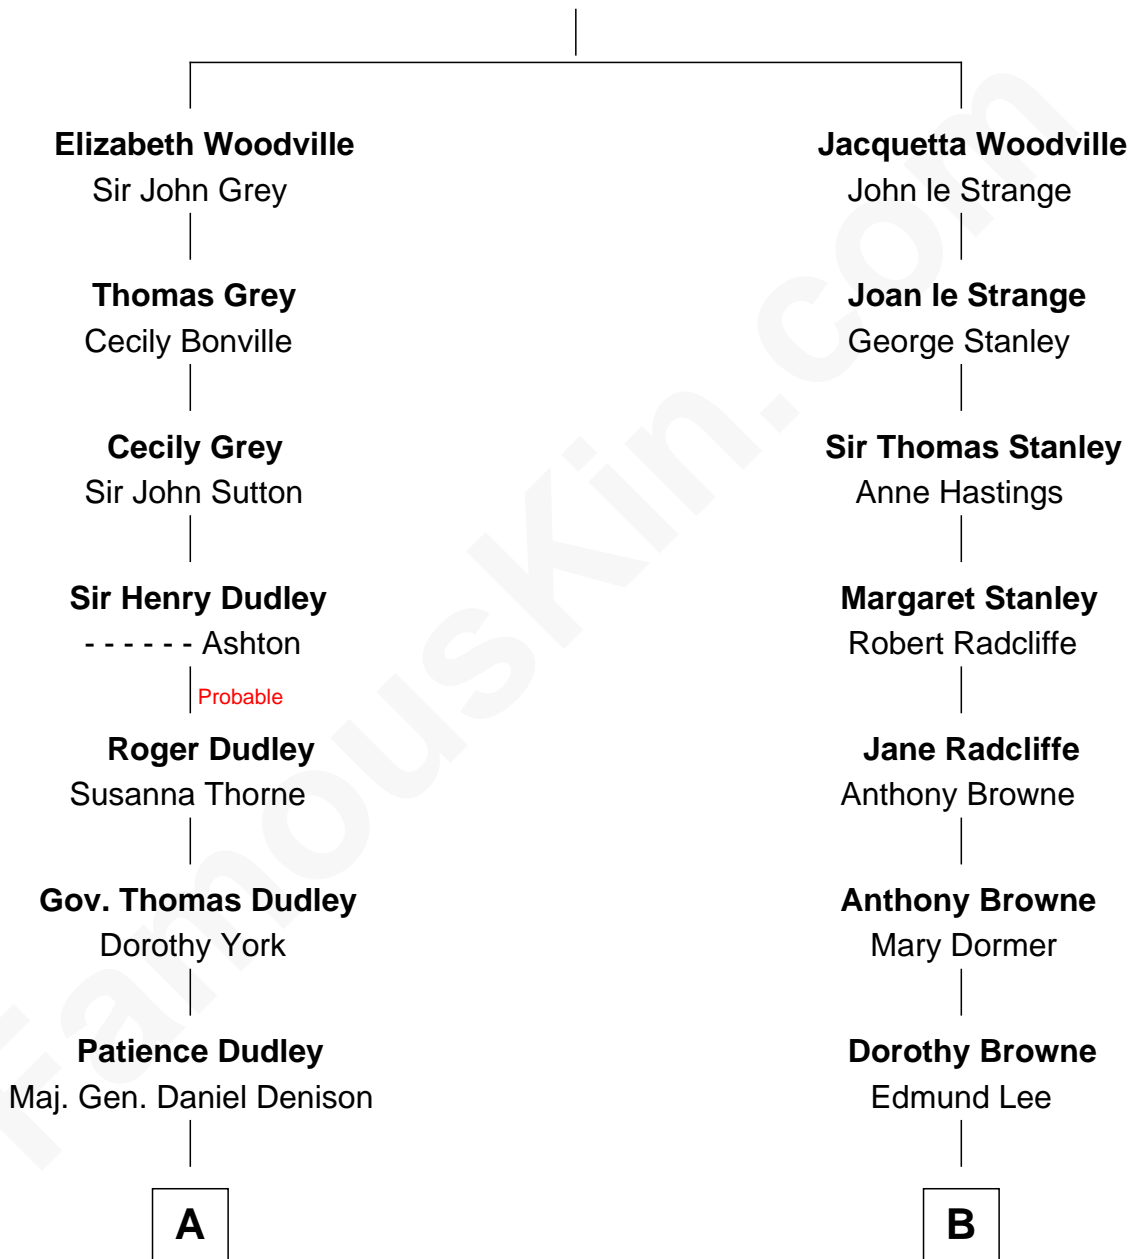 Elizabeth Woodville
Sir John Grey
Thomas Grey
Cecily Bonville
Cecily Grey
Sir John Sutton
Sir Henry Dudley
- - - - - - Ashton
Probable
Roger Dudley
Susanna Thorne
Gov. Thomas Dudley
Dorothy York
Patience Dudley
Maj. Gen. Daniel Denison
A
Jacquetta Woodville
John le Strange
Joan le Strange
George Stanley
Sir Thomas Stanley
Anne Hastings
Margaret Stanley
Robert Radcliffe
Jane Radcliffe
Anthony Browne
Anthony Browne
Mary Dormer
Dorothy Browne
Edmund Lee
B
FamousKin.com